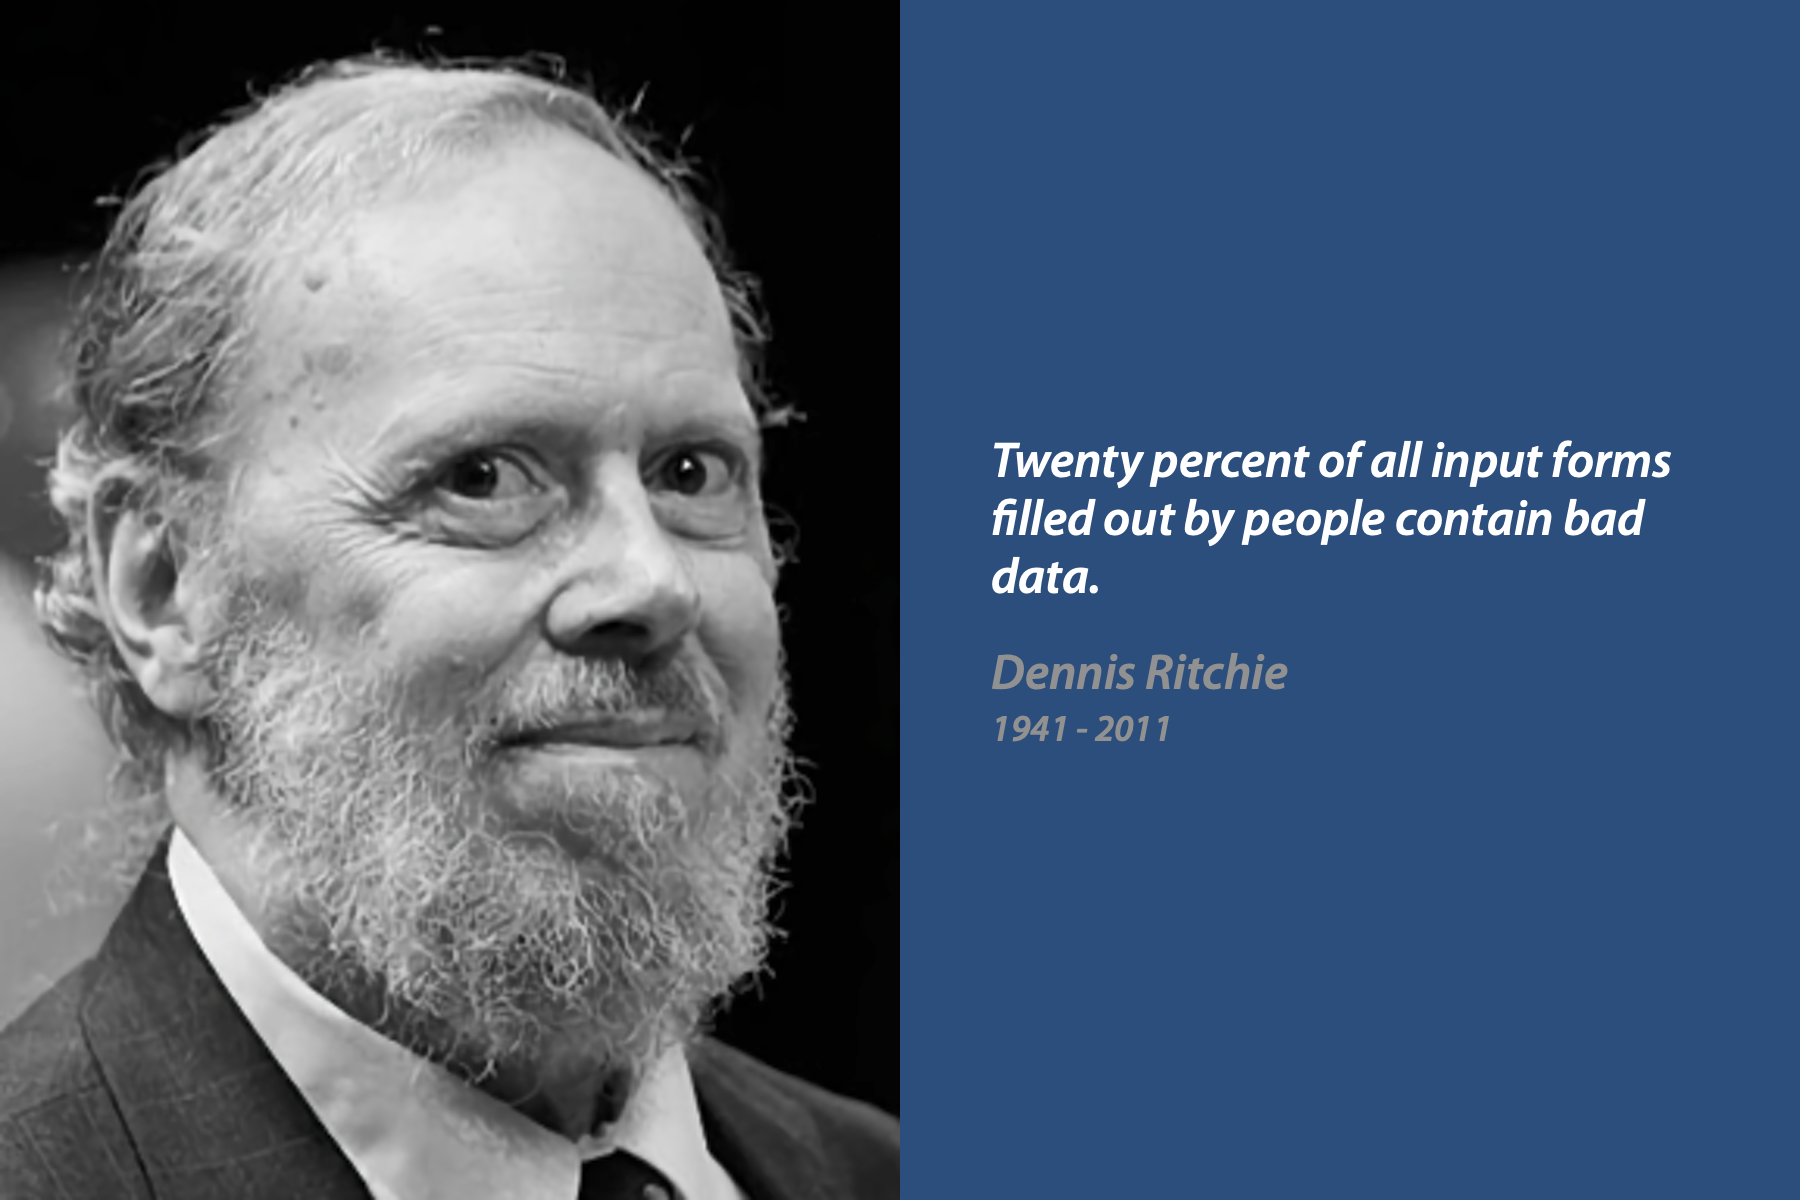 Twenty percent of all input forms
filled out by people contain bad
data.
Dennis Ritchie
1941 - 2011